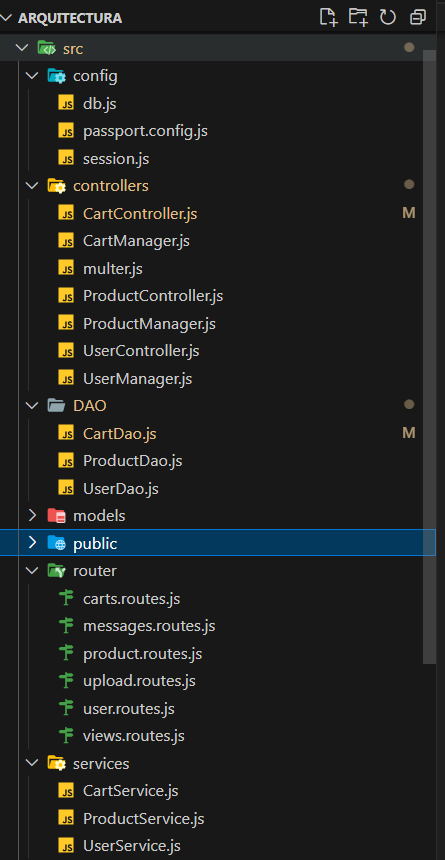 ARQUITECTURA
src
config
JS db.js
JS passport.config.js
JS session.js
controllers
JS CartController.js M
JS CartManager.js
JS multer.js
JS ProductController.js
JS ProductManager.js
JS UserController.js
JS UserManager.js
DAO
JS CartDao.js M
JS ProductDao.js
JS UserDao.js
models
public
router
carts.routes.js
messages.routes.js
product.routes.js
upload.routes.js
user.routes.js
views.routes.js
services
JS CartService.js
JS ProductService.js
JS UserService.js